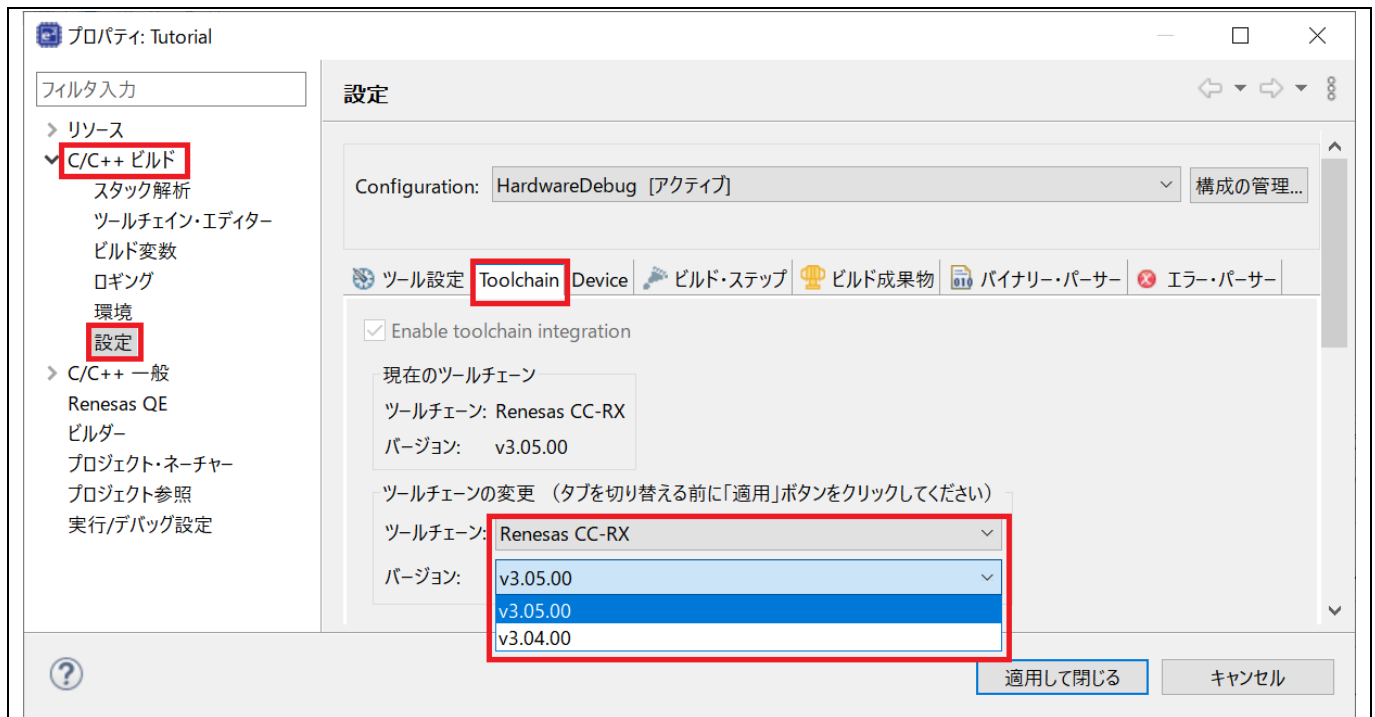 プロパティ: Tutorial
フィルタ入力
リソース
C/C++ ビルド
スタック解析
ツールチェイン・エディター
ビルド変数
ロギング
環境
設定
C/C++ 一般
Renesas QE
ビルダー
プロジェクト・ネーチャー
プロジェクト参照
実行/デバッグ設定
設定
Configuration: HardwareDebug [アクティブ] 構成の管理...
ツール設定 Toolchain Device ビルド・ステップ ビルド成果物 バイナリー・パーサー エラー・パーサー
Enable toolchain integration
現在のツールチェーン
ツールチェーン: Renesas CC-RX
バージョン: v3.05.00
ツールチェーンの変更 （タブを切り替える前に「適用」ボタンをクリックしてください）
ツールチェーン: Renesas CC-RX
バージョン: v3.05.00
v3.05.00
v3.04.00
適用して閉じる キャンセル